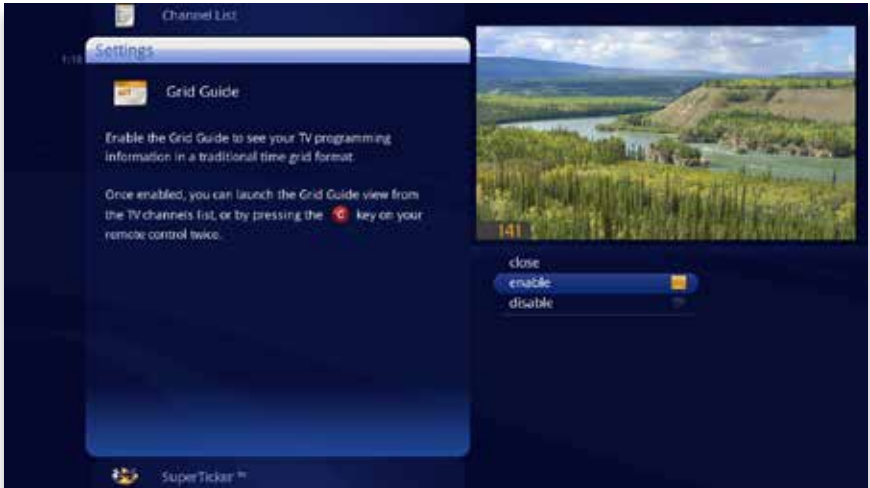 Channel List
Settings
Grid Guide
Enable the Grid Guide to see your TV programming
information in a traditional time grid format.
Once enabled, you can launch the Grid Guide view from
the TV channels list, or by pressing the C key on your
remote control twice.
141
close
enable
disable
SuperTicker™